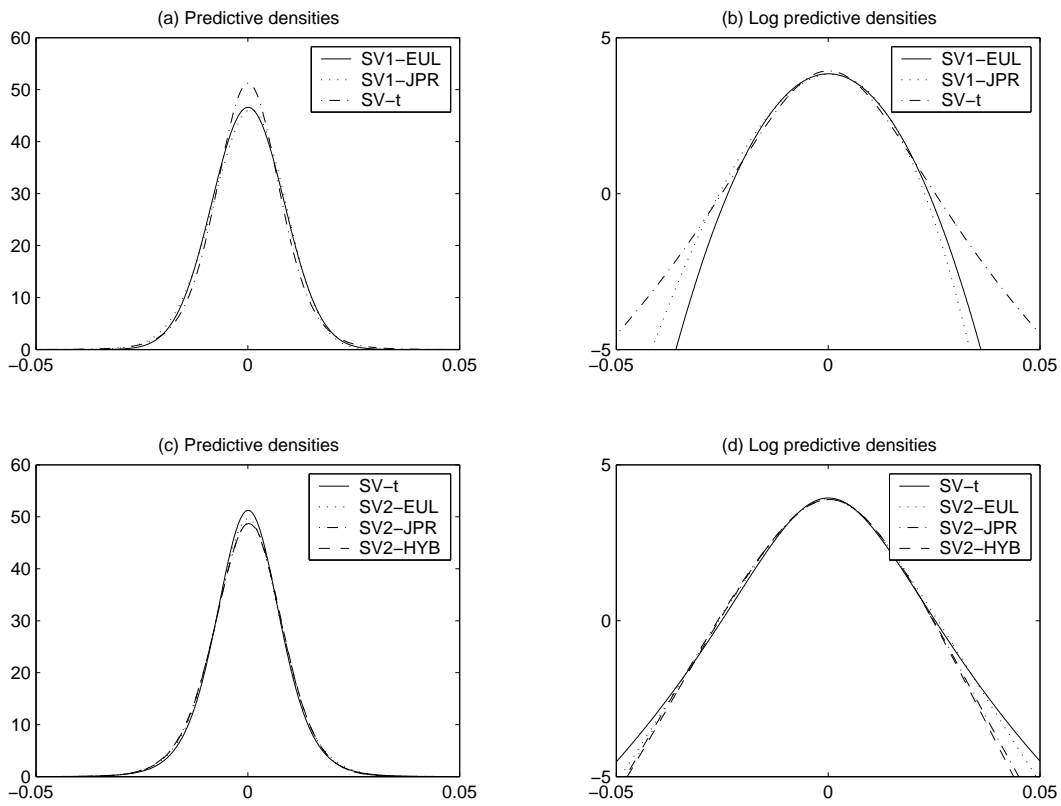 (a) Predictive densities
60
50
40
30
20
10
0
−0.05
0
0.05
SV1−EUL
SV1−JPR
SV−t
(b) Log predictive densities
5
0
−5
−0.05
0
0.05
SV1−EUL
SV1−JPR
SV−t
(c) Predictive densities
60
50
40
30
20
10
0
−0.05
0
0.05
SV−t
SV2−EUL
SV2−JPR
SV2−HYB
(d) Log predictive densities
5
0
−5
−0.05
0
0.05
SV−t
SV2−EUL
SV2−JPR
SV2−HYB